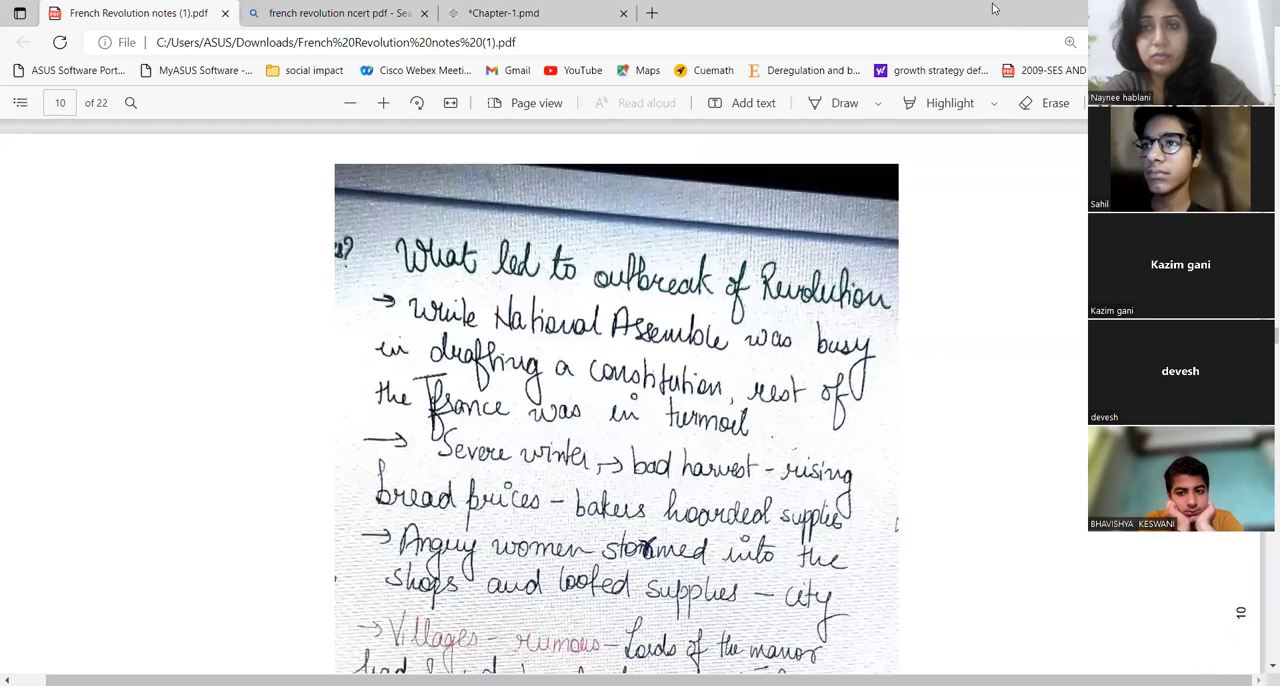 French Revolution notes (1).pdf
french revolution ncert pdf - Sea
*Chapter-1.pmd
File
C:/Users/ASUS/Downloads/French%20Revolution%20notes%20(1).pdf
ASUS Software Port...
MyASUS Software -...
social impact
Cisco Webex Meeti...
Gmail
YouTube
Maps
Cuemath
Deregulation and b...
growth strategy def...
2009-SES AND
10 of 22
Page view
Read aloud
Add text
Draw
Highlight
Erase
What led to outbreak of Revolution
→ While National Assemble was busy
in drafting a constitution, rest of
the France was in turmoil
→ Severe winter, → bad harvest - rising
bread prices - bakers hoarded supplies
→ Angry women stormed into the
shops and looted supplies - city
→ Villages - rumous - Lords of the manor
10
Naynee hablani
Sahil
Kazim gani
Kazim gani
devesh
devesh
BHAVISHYA KESWANI